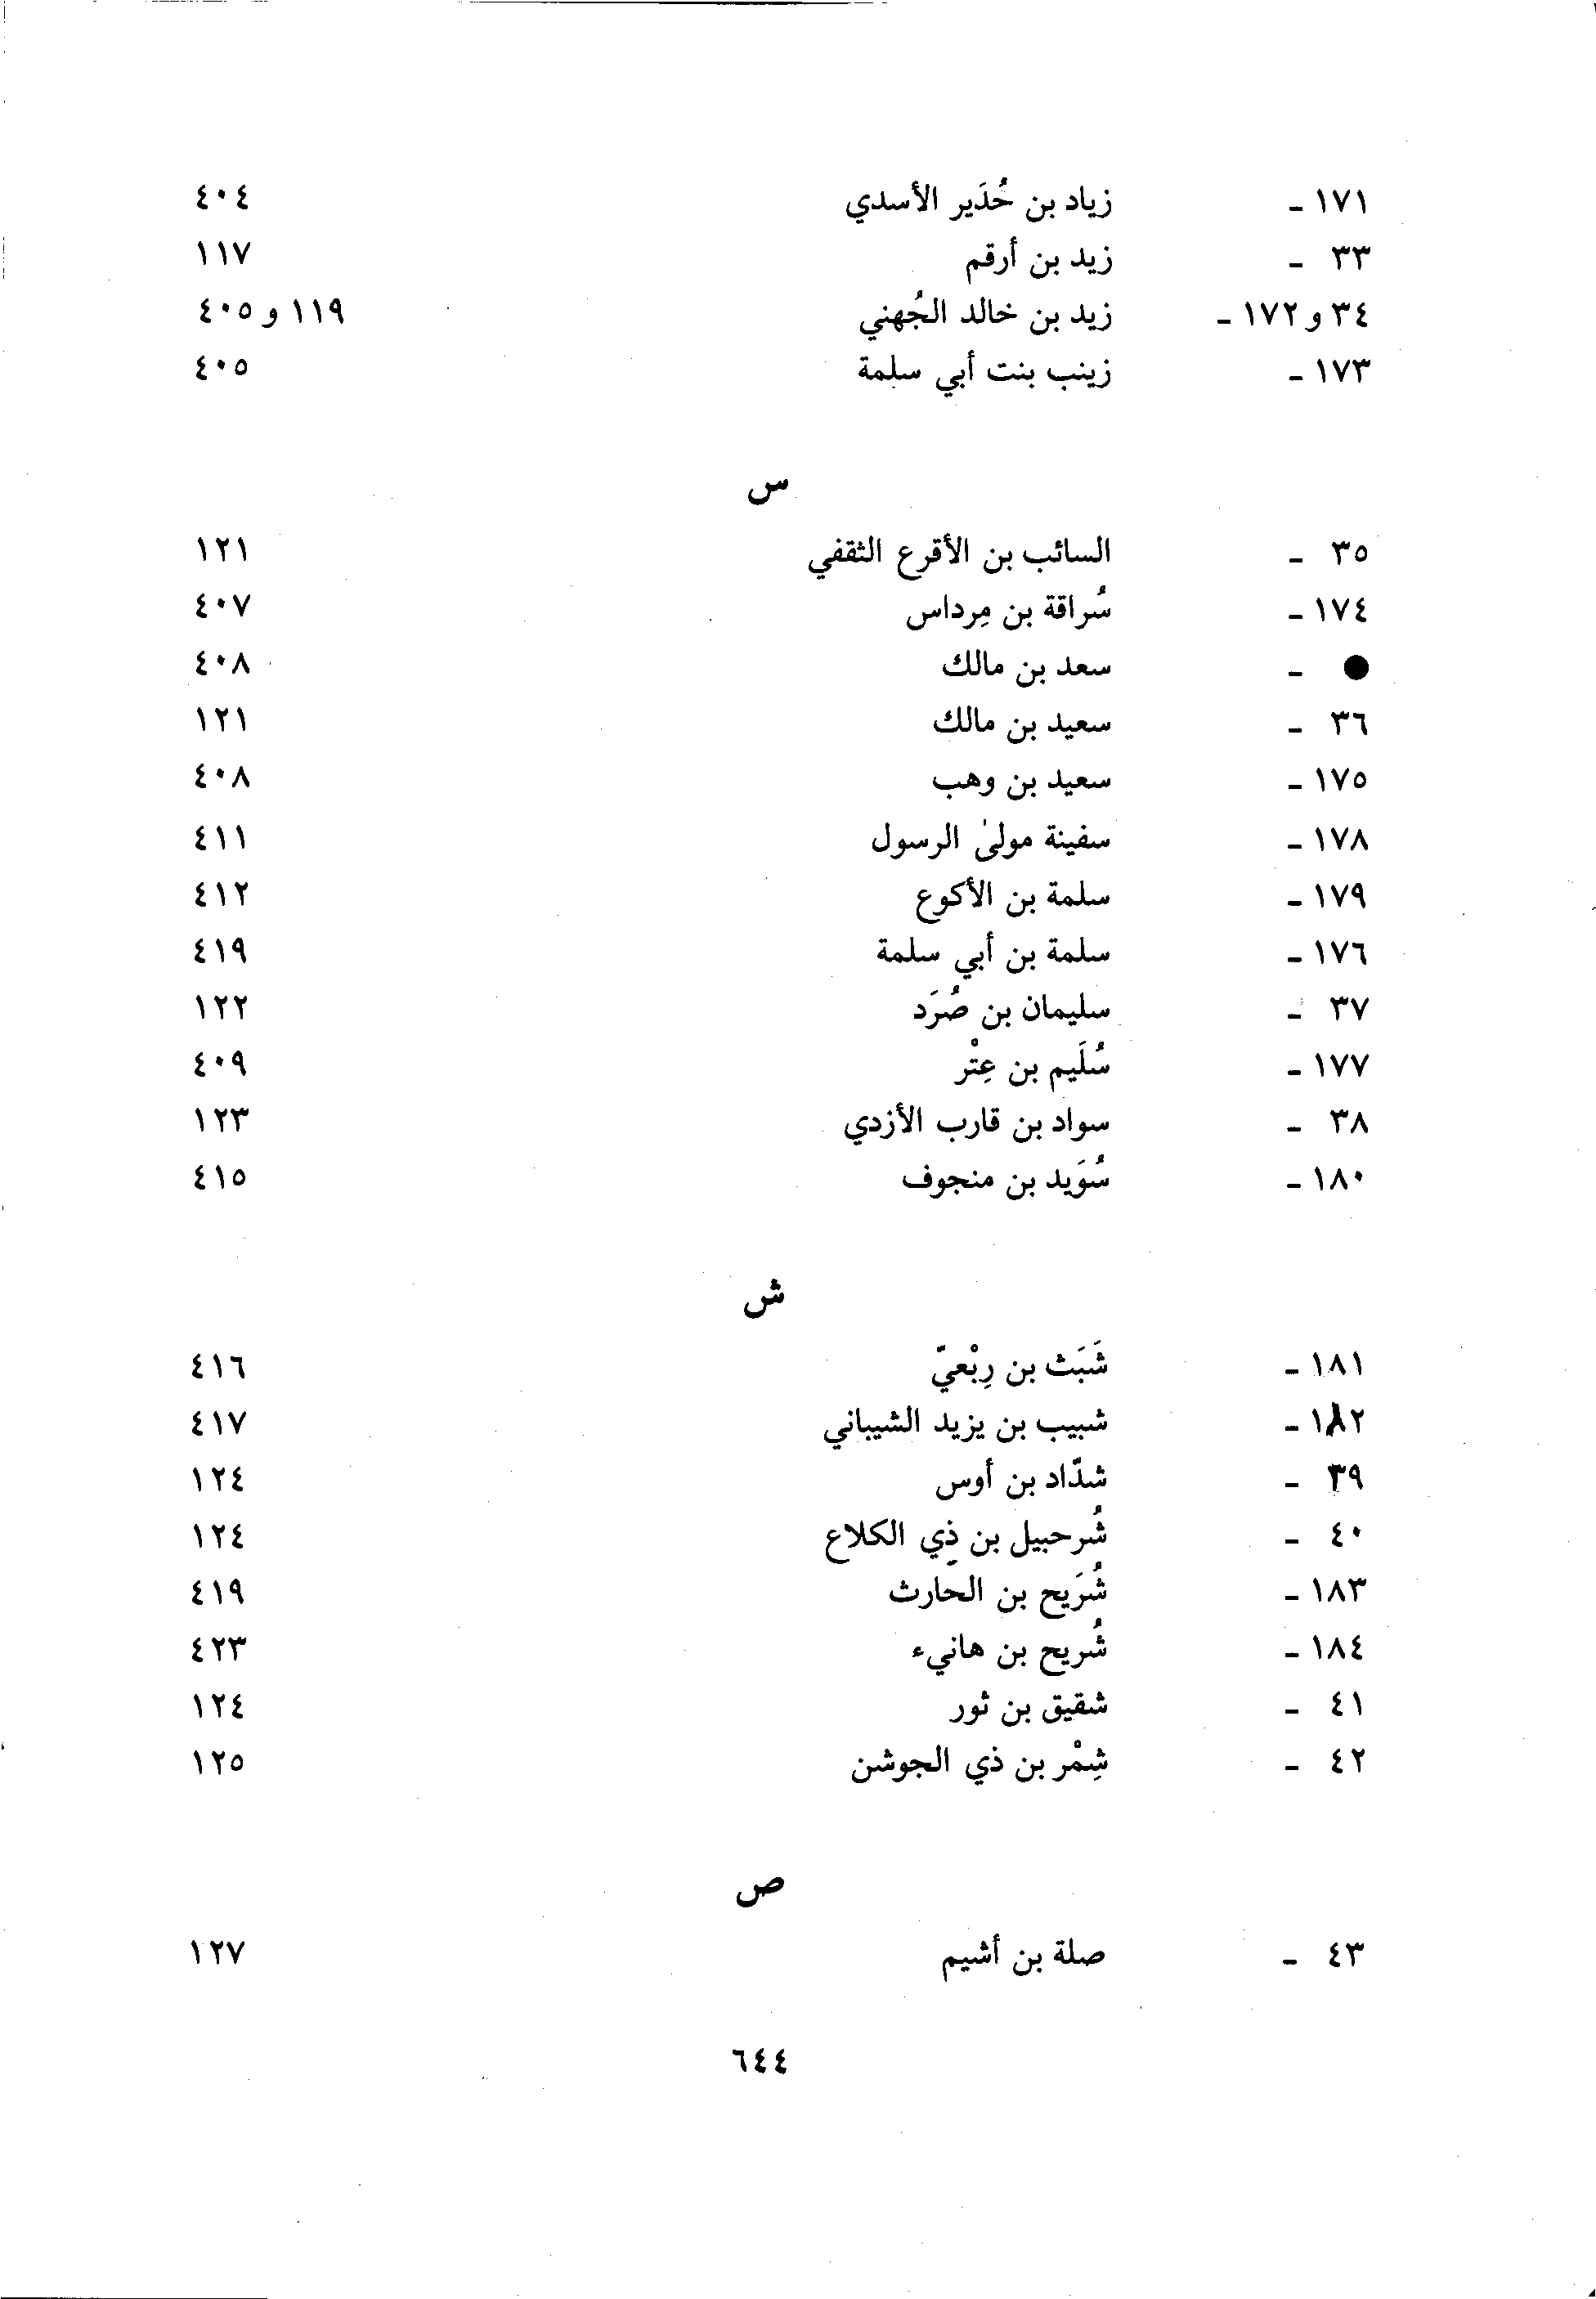 ١٧١ - زياد بن حُدَير الأسدي ٤٠٤
٣٣ - زيد بن أرقم ١١٧
٣٤ و١٧٢ - زيد بن خالد الجُهني ١١٩ و ٤٠٥
١٧٣ - زينب بنت أبي سلمة ٤٠٥
س
٣٥ - السائب بن الأقرع الثقفي ١٢١
١٧٤ - سُراقة بن مِرداس ٤٠٧
● - سعد بن مالك ٤٠٨
٣٦ - سعيد بن مالك ١٢١
١٧٥ - سعيد بن وهب ٤٠٨
١٧٨ - سفينة مولىٰ الرسول ٤١١
١٧٩ - سلمة بن الأكوع ٤١٢
١٧٦ - سلمة بن أبي سلمة ٤١٩
٣٧ - سليمان بن صُرَد ١٢٢
١٧٧ - سُلَيم بن عِتْر ٤٠٩
٣٨ - سواد بن قارب الأزدي ١٢٣
١٨٠ - سُوَيد بن منجوف ٤١٥
ش
١٨١ - شَبَث بن رِبْعيّ ٤١٦
١٨٢ - شبيب بن يزيد الشيباني ٤١٧
٣٩ - شدّاد بن أوس ١٢٤
٤٠ - شُرحبيل بن ذي الكلاع ١٢٤
١٨٣ - شُرَيح بن الحارث ٤١٩
١٨٤ - شُريح بن هانيء ٤٢٣
٤١ - شقيق بن ثور ١٢٤
٤٢ - شِمْر بن ذي الجوشن ١٢٥
ص
٤٣ - صلة بن أشيم ١٢٧
٦٤٤